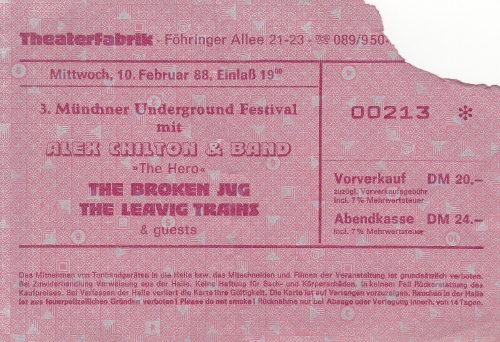 Theaterfabrik - Föhringer Allee 21-23 - ☏ 089/950-
Mittwoch, 10. Februar 88, Einlaß 19⁰⁰
3. Münchner Underground Festival
mit
ALEX CHILTON & BAND
»The Hero«
THE BROKEN JUG
THE LEAVIG TRAINS
& guests
00213 *
Vorverkauf DM 20.–
zuzügl. Vorverkaufsgebühr
incl. 7% Mehrwertsteuer
Abendkasse DM 24.–
incl. 7% Mehrwertsteuer
Das Mitnehmen von Tonbandgeräten in die Halle bzw. das Mitschneiden und Filmen der Veranstaltung ist grundsätzlich verboten.
Bei Zuwiderhandlung Verweisung aus der Halle. Keine Haftung für Sach- und Körperschäden. In keinem Fall Rückerstattung des
Kaufpreises. Bei Verlassen der Halle verliert die Karte ihre Gültigkeit. Die Karte ist auf Verlangen vorzuzeigen. Rauchen in der Halle
ist aus feuerpolizeilichen Gründen verboten! Please do not smoke! Rücknahme nur bei Absage oder Verlegung innerh. von 14 Tagen.